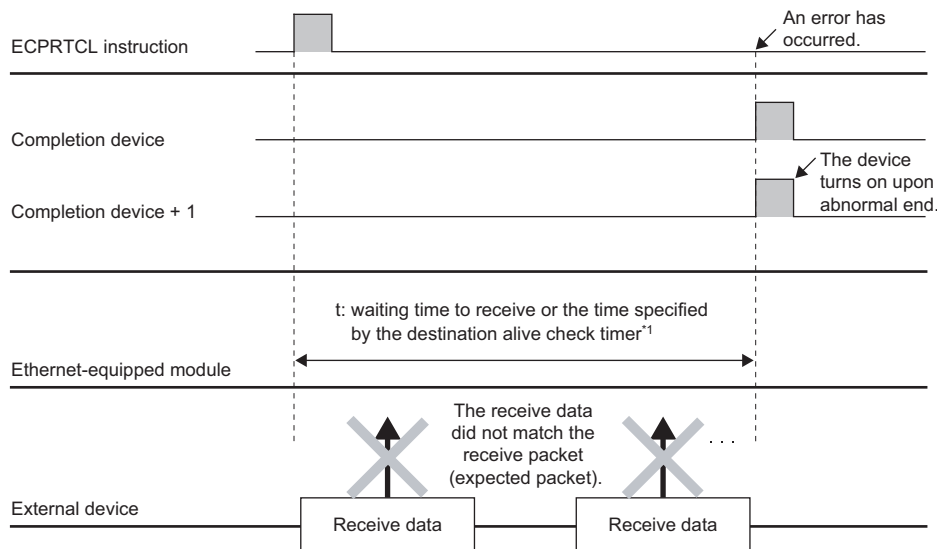 ECPRTCL instruction
An error has
occurred.
Completion device
Completion device + 1
The device
turns on upon
abnormal end.
t: waiting time to receive or the time specified
by the destination alive check timer*1
Ethernet-equipped module
The receive data
did not match the
receive packet
(expected packet).
. . .
External device
Receive data
Receive data